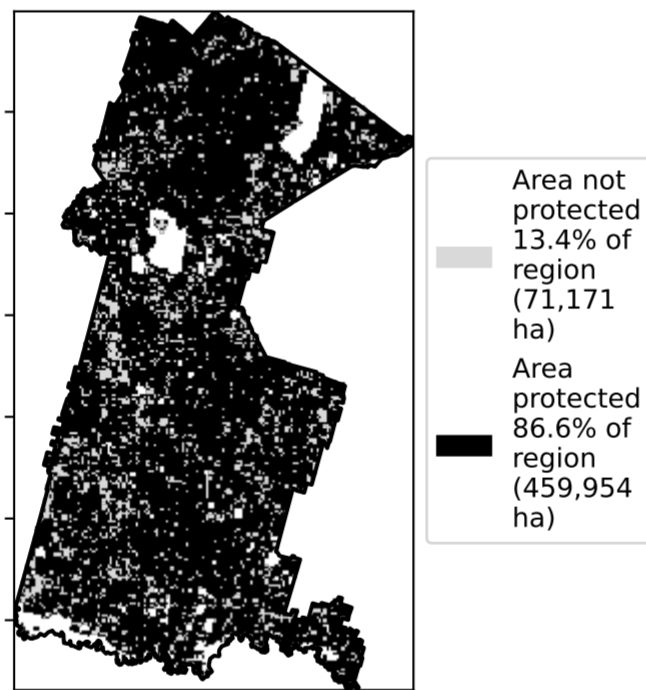 Area not
protected
13.4% of
region
(71,171
ha)
Area
protected
86.6% of
region
(459,954
ha)